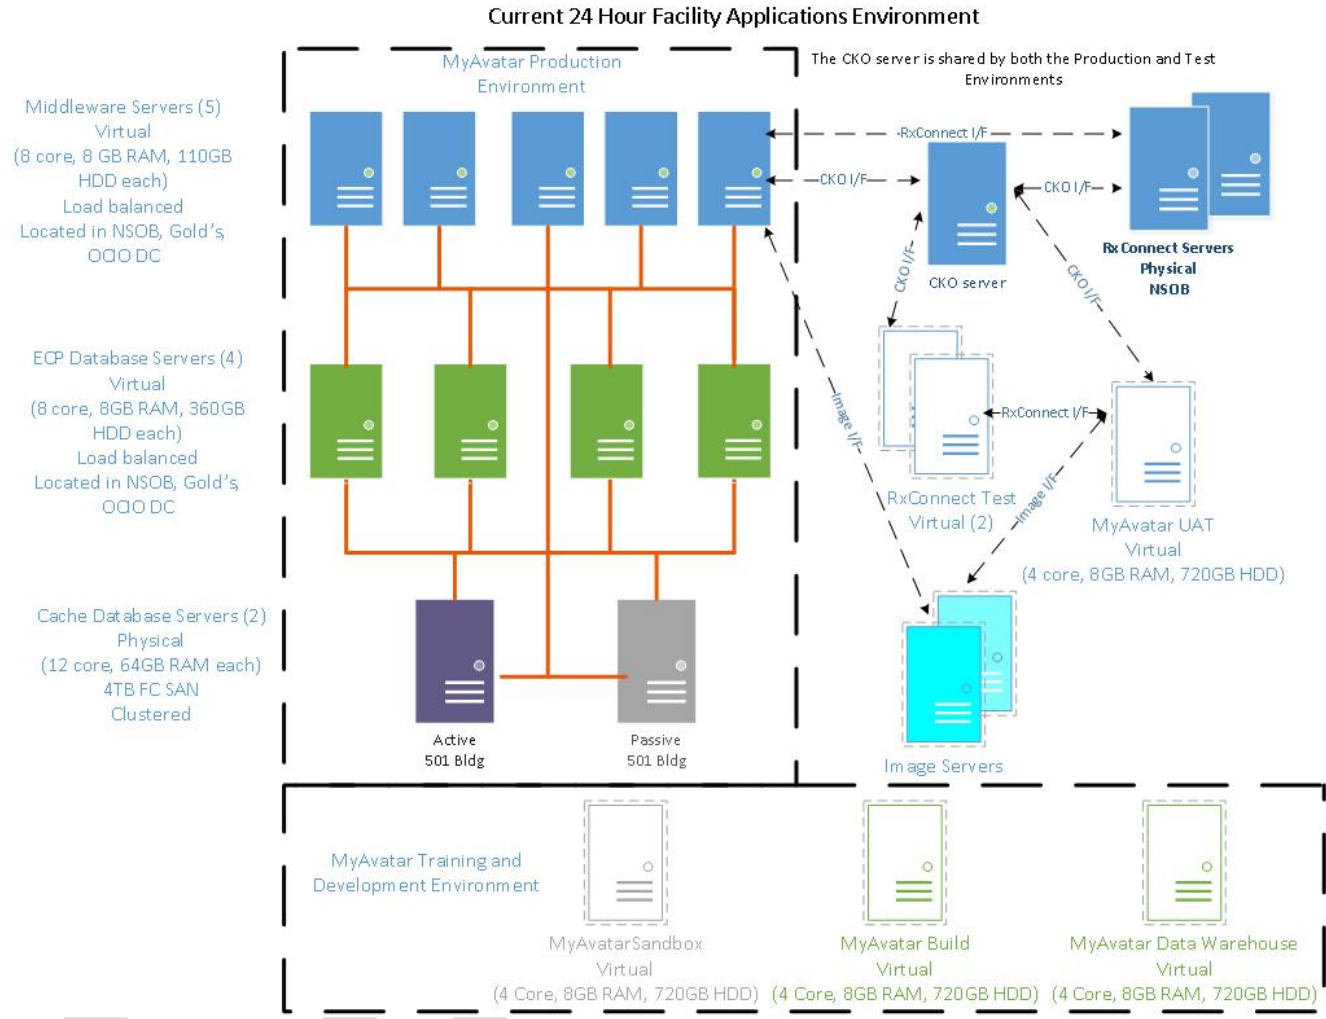 Current 24 Hour Facility Applications Environment
MyAvatar Production
Environment
The CKO server is shared by both the Production and Test
Environments
Middleware Servers (5)
Virtual
(8 core, 8 GB RAM, 110GB
HDD each)
Load balanced
Located in NSOB, Gold's,
OCIO DC
RxConnect I/F
CKO I/F
CKO I/F
CKO I/F
CKO I/F
CKO server
RxConnect Servers
Physical
NSOB
ECP Database Servers (4)
Virtual
(8 core, 8GB RAM, 360GB
HDD each)
Load balanced
Located in NSOB, Gold's,
OCIO DC
Image I/F
RxConnect I/F
Image I/F
RxConnect Test
Virtual (2)
MyAvatar UAT
Virtual
(4 core, 8GB RAM, 720GB HDD)
Cache Database Servers (2)
Physical
(12 core, 64GB RAM each)
4TB FC SAN
Clustered
Active
501 Bldg
Passive
501 Bldg
Image Servers
MyAvatar Training and
Development Environment
MyAvatarSandbox
Virtual
(4 Core, 8GB RAM, 720GB HDD)
MyAvatar Build
Virtual
(4 Core, 8GB RAM, 720GB HDD)
MyAvatar Data Warehouse
Virtual
(4 Core, 8GB RAM, 720GB HDD)